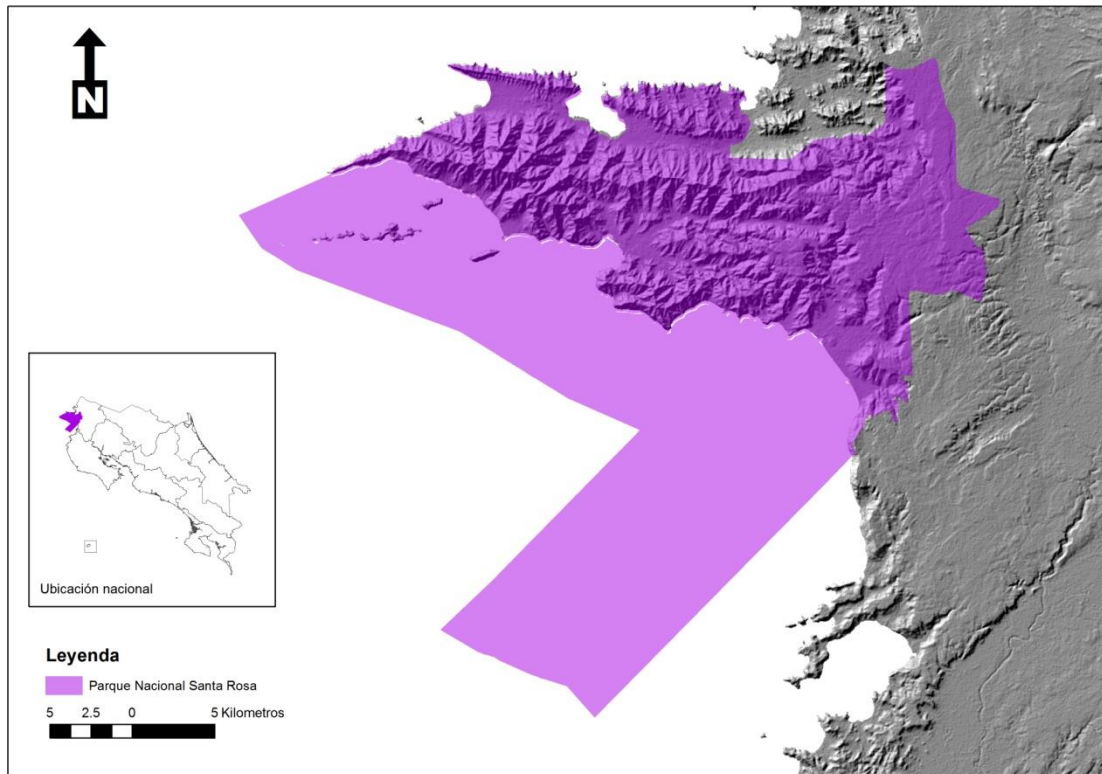 N
Ubicación nacional
Leyenda
Parque Nacional Santa Rosa
5 2.5 0 5 Kilometros